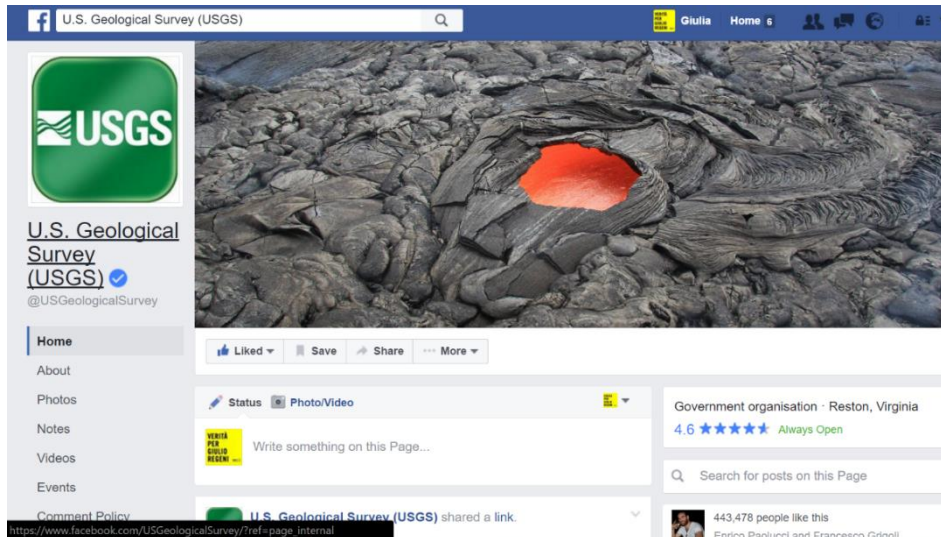 U.S. Geological Survey (USGS)
Giulia Home 6
USGS
U.S. Geological
Survey
(USGS)
@USGeologicalSurvey
Home
About
Photos
Notes
Videos
Events
Comment Policy
Liked Save Share ··· More
Status Photo/Video
VERITÀ
PER
GIULIO
REGENI
Write something on this Page...
U.S. Geological Survey (USGS) shared a link.
Government organisation · Reston, Virginia
4.6 Always Open
Search for posts on this Page
443,478 people like this
Enrico Paolucci and Francesco Grigoli
https://www.facebook.com/USGeologicalSurvey/?ref=page_internal